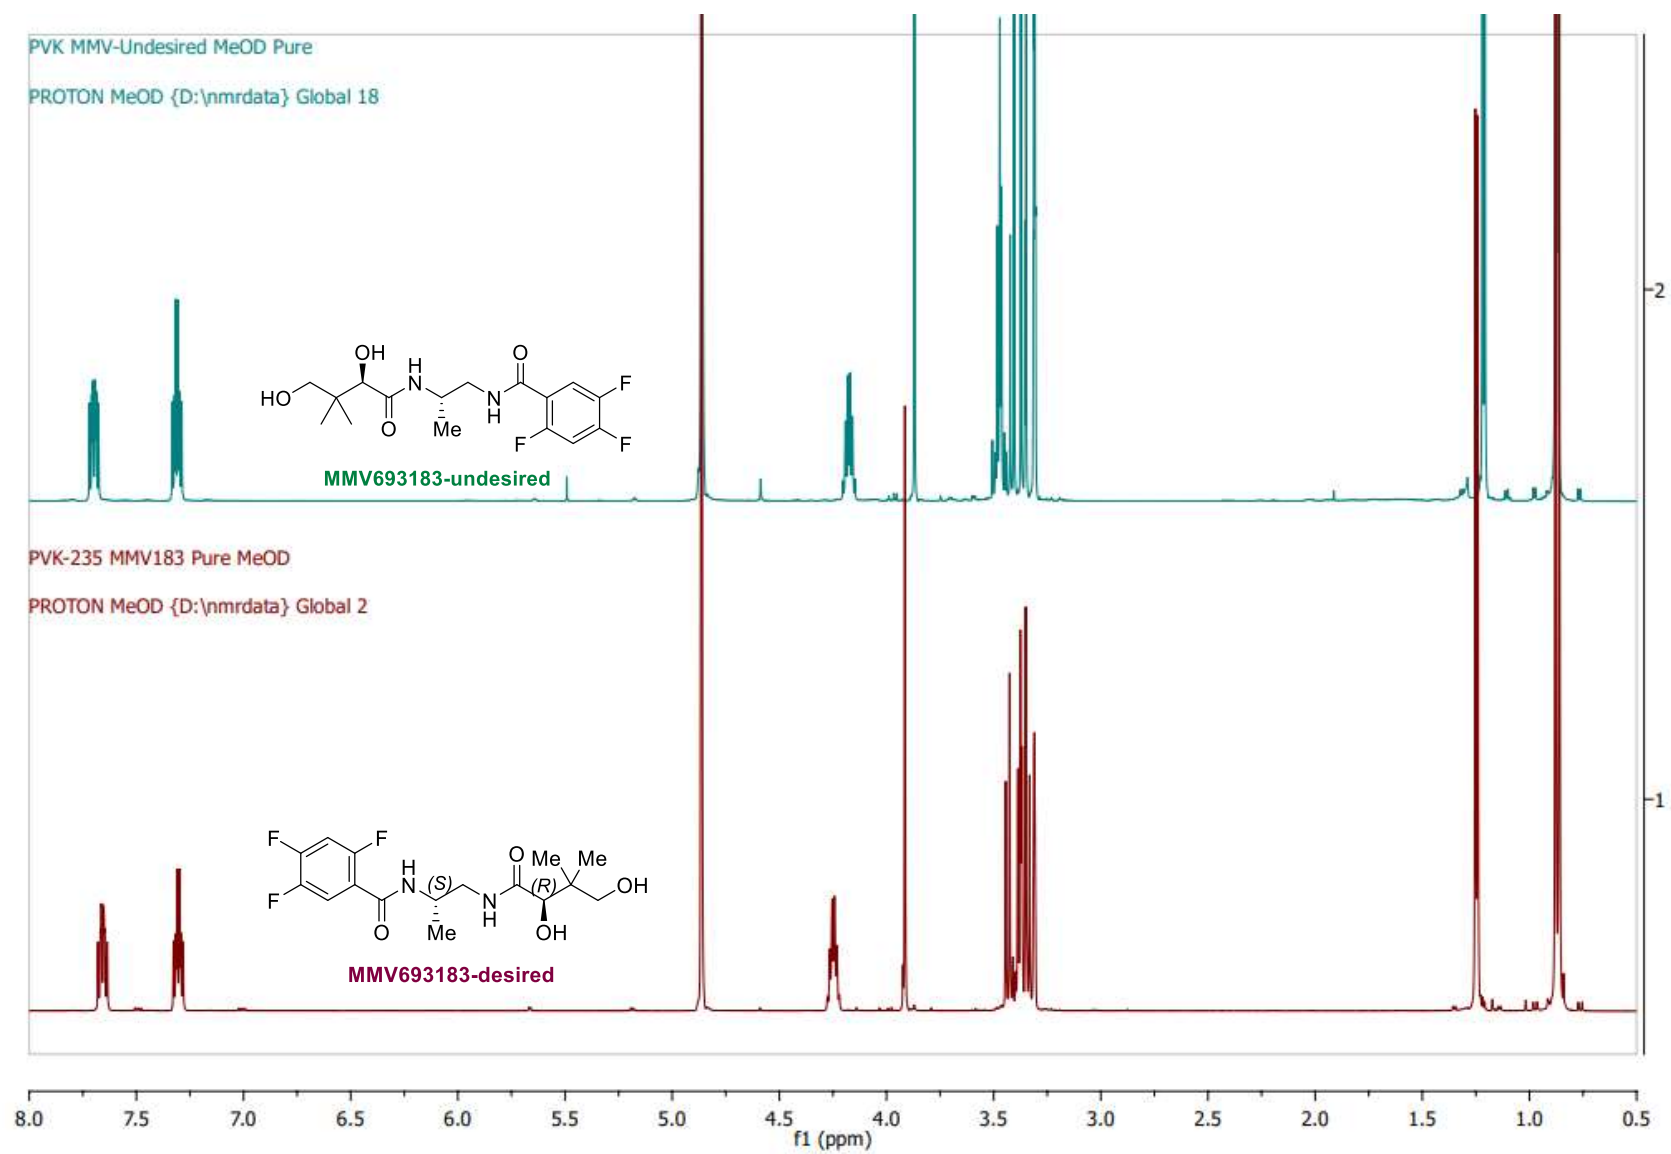 PVK MMV-Undesired MeOD Pure
PROTON MeOD {D:\nmrdata} Global 18
2
OH
H
N
O
F
HO
N
H
O
Me
F
F
MMV693183-undesired
PVK-235 MMV183 Pure MeOD
PROTON MeOD {D:\nmrdata} Global 2
1
F
F
O
Me
Me
H
N
(S)
(R)
OH
F
N
H
O
Me
OH
MMV693183-desired
8.0 7.5 7.0 6.5 6.0 5.5 5.0 4.5 4.0 3.5 3.0 2.5 2.0 1.5 1.0 0.5
f1 (ppm)